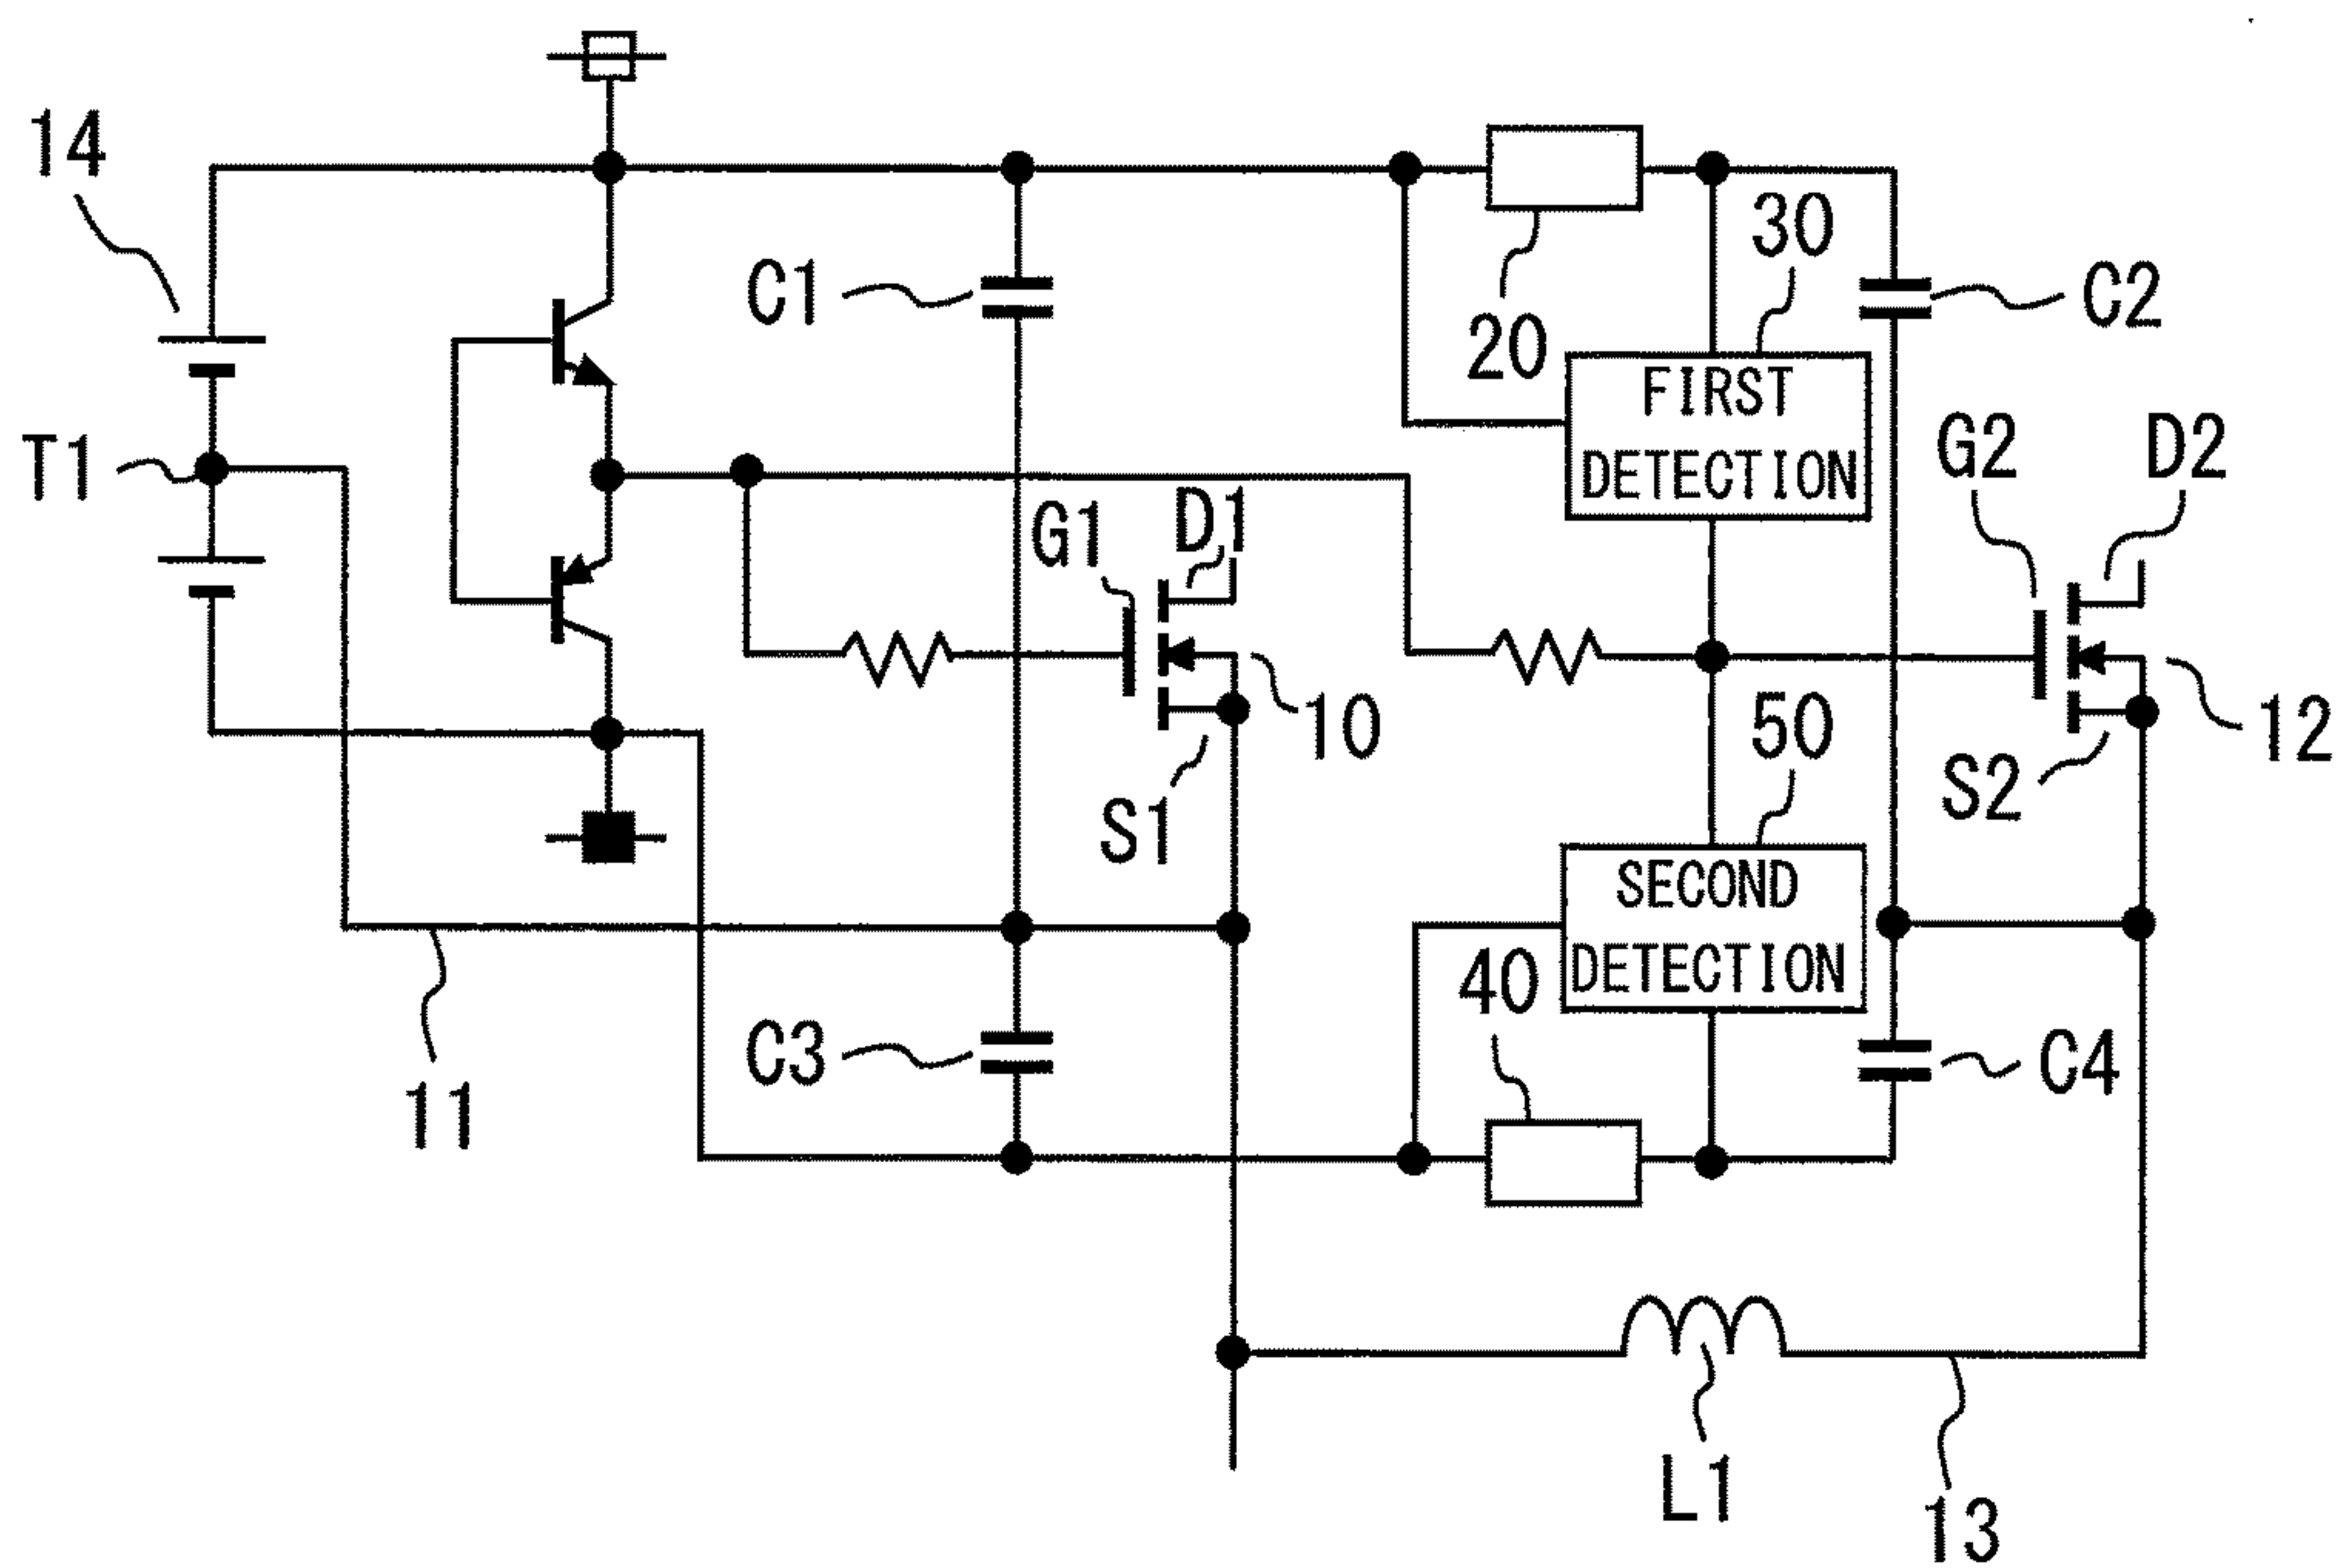 14
30
C1
C2
20
FIRST
DETECTION
T1
G2
D2
G1
D1
10
50
12
S2
S1
SECOND
DETECTION
40
C3
C4
11
L1
13